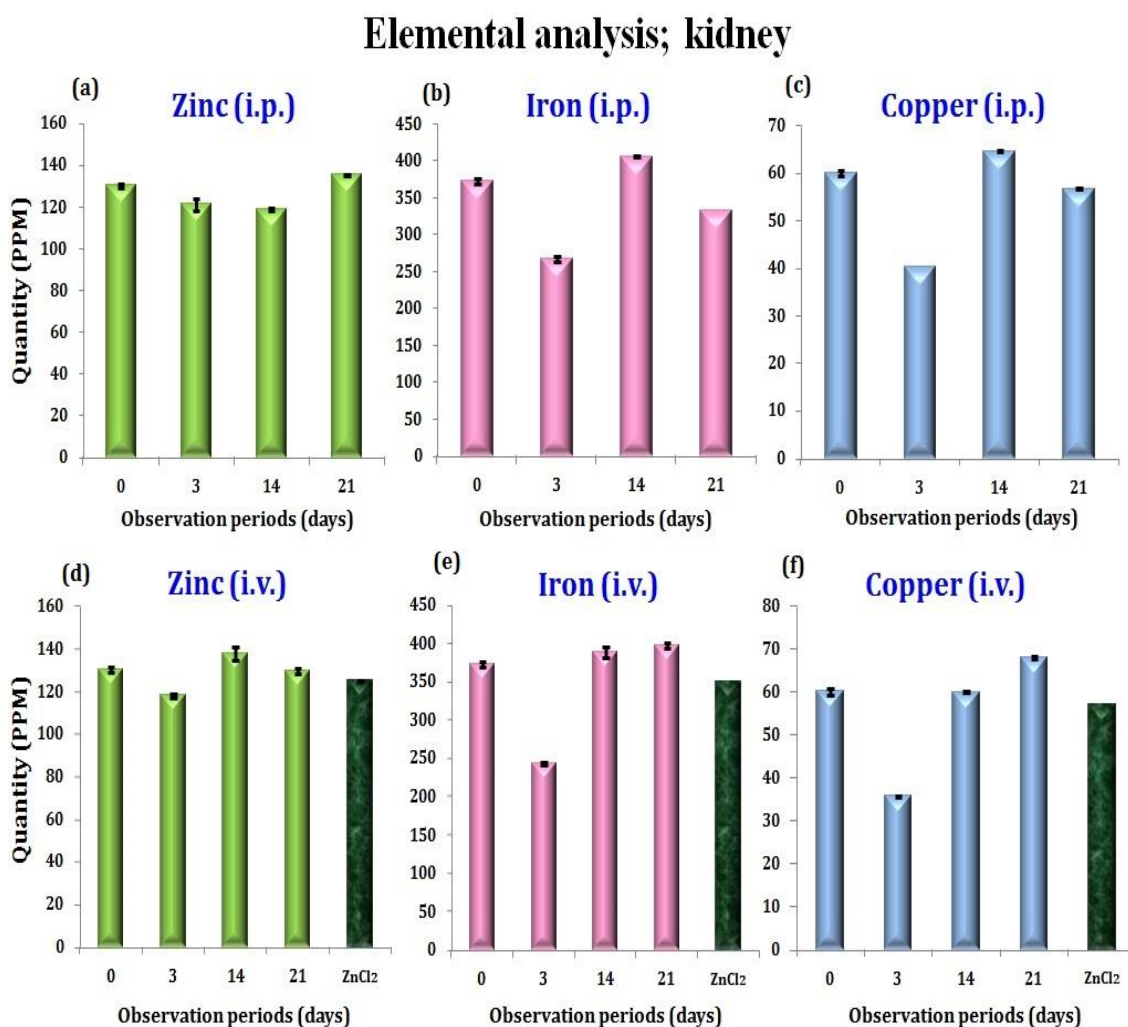 Elemental analysis; kidney
(a)
Zinc (i.p.)
Quantity (PPM)
160
140
120
100
80
60
40
20
0
0 3 14 21
Observation periods (days)
(b)
Iron (i.p.)
450
400
350
300
250
200
150
100
50
0
0 3 14 21
Observation periods (days)
(c)
Copper (i.p.)
70
60
50
40
30
20
10
0
0 3 14 21
Observation periods (days)
(d)
Zinc (i.v.)
Quantity (PPM)
160
140
120
100
80
60
40
20
0
0 3 14 21 ZnCl2
Observation periods (days)
(e)
Iron (i.v.)
450
400
350
300
250
200
150
100
50
0
0 3 14 21 ZnCl2
Observation periods (days)
(f)
Copper (i.v.)
80
70
60
50
40
30
20
10
0
0 3 14 21 ZnCl2
Observation periods (days)